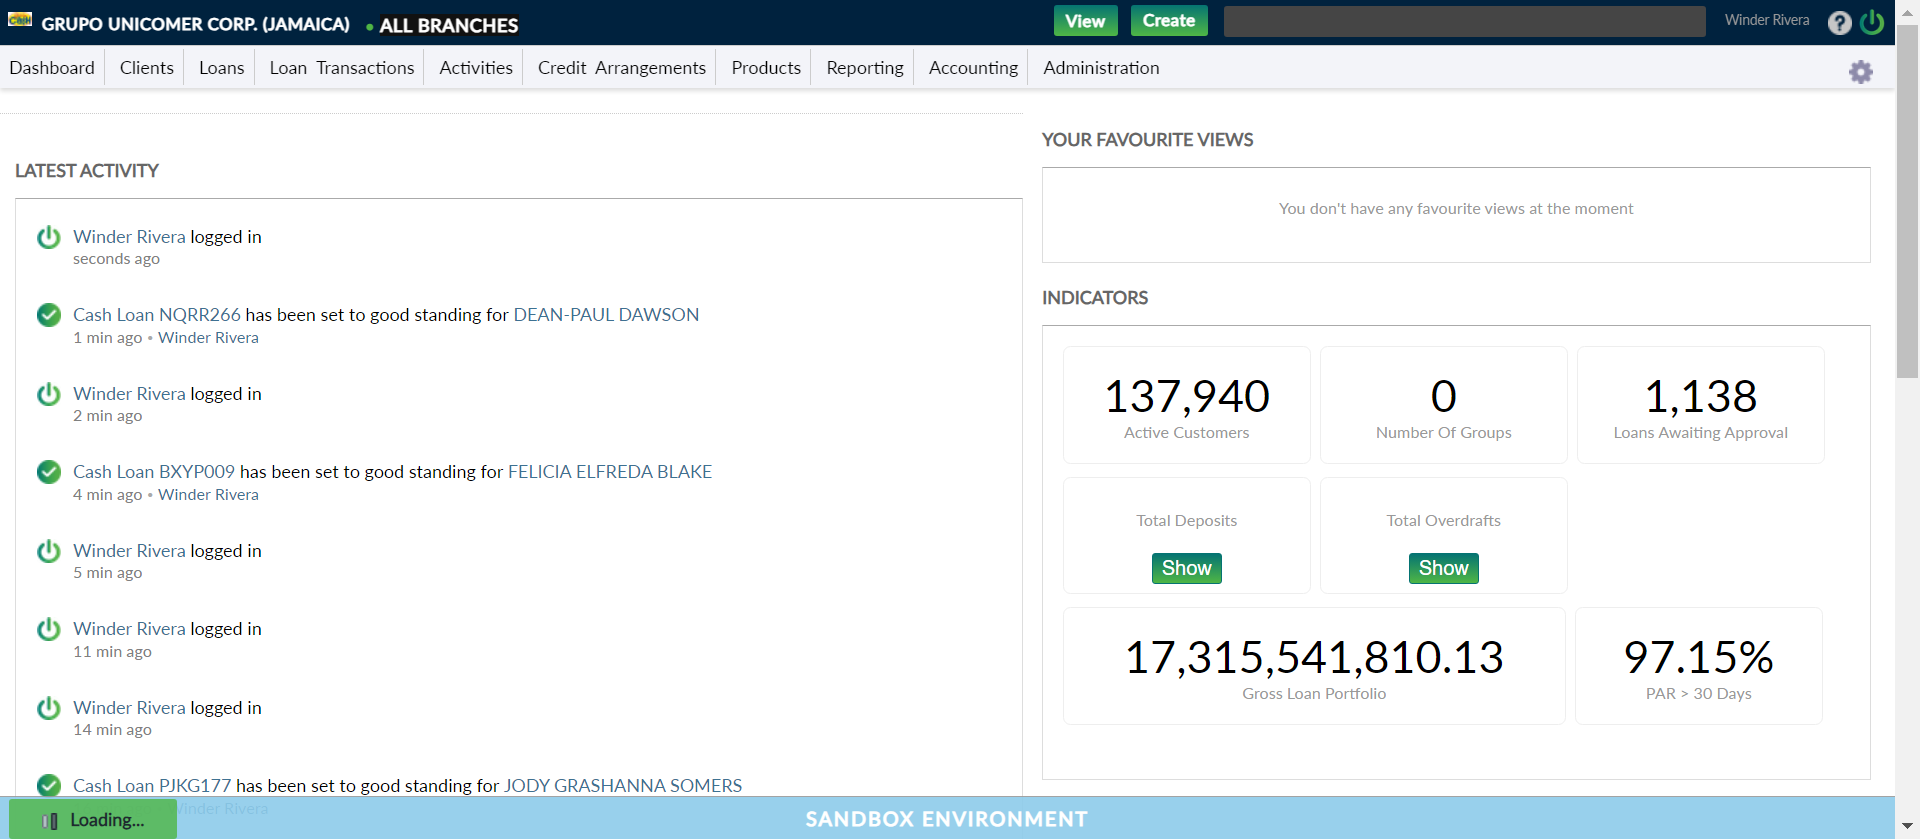 GRUPO UNICOMER CORP. (JAMAICA) • ALL BRANCHES
View
Create
Winder Rivera
?
Dashboard
Clients
Loans
Loan Transactions
Activities
Credit Arrangements
Products
Reporting
Accounting
Administration
LATEST ACTIVITY
Winder Rivera logged in
seconds ago
Cash Loan NQRR266 has been set to good standing for DEAN-PAUL DAWSON
1 min ago • Winder Rivera
Winder Rivera logged in
2 min ago
Cash Loan BXYP009 has been set to good standing for FELICIA ELFREDA BLAKE
4 min ago • Winder Rivera
Winder Rivera logged in
5 min ago
Winder Rivera logged in
11 min ago
Winder Rivera logged in
14 min ago
Cash Loan PJKG177 has been set to good standing for JODY GRASHANNA SOMERS
Winder Rivera
YOUR FAVOURITE VIEWS
You don't have any favourite views at the moment
INDICATORS
137,940
Active Customers
0
Number Of Groups
1,138
Loans Awaiting Approval
Total Deposits
Show
Total Overdrafts
Show
17,315,541,810.13
Gross Loan Portfolio
97.15%
PAR > 30 Days
Loading...
SANDBOX ENVIRONMENT